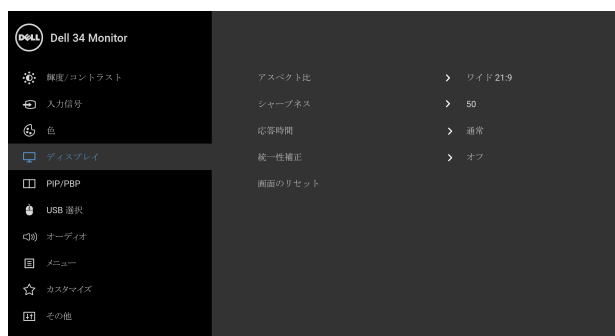 DELL Dell 34 Monitor
輝度/コントラスト
アスペクト比 ワイド 21:9
入力信号
シャープネス 50
色
応答時間 通常
ディスプレイ
統一性補正 オフ
PIP/PBP
画面のリセット
USB 選択
オーディオ
メニュー
カスタマイズ
その他